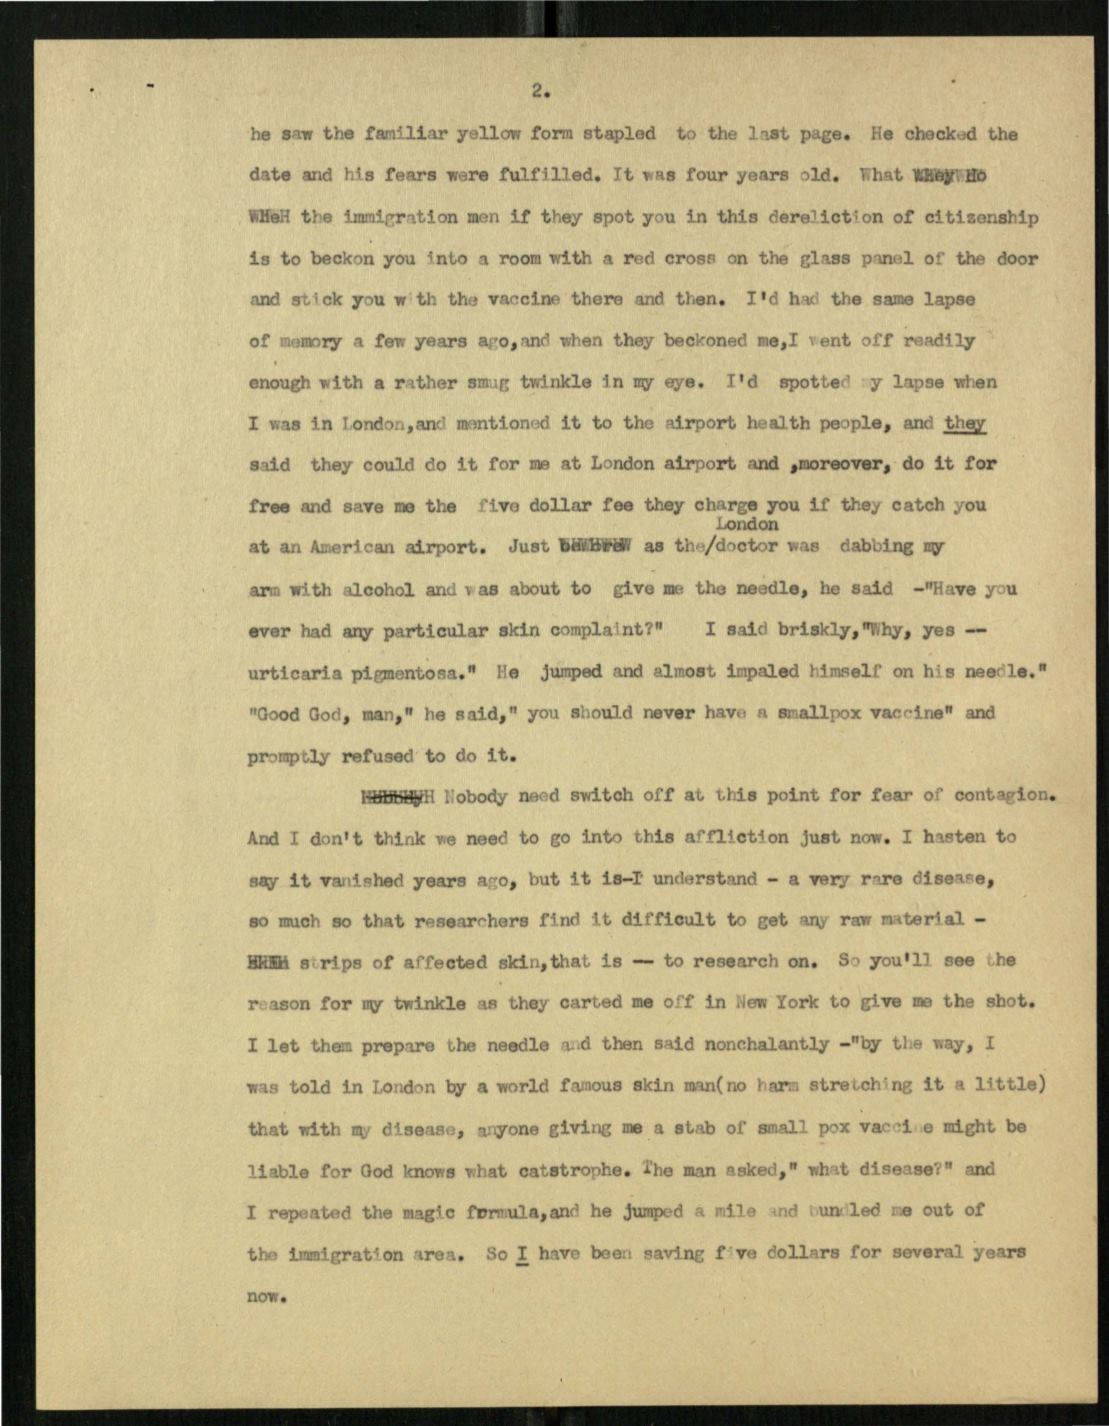 2.
he saw the familiar yellow form stapled to the last page. He checked the
date and his fears were fulfilled. It was four years old. What
the immigration men if they spot you in this dereliction of citizenship
is to beckon you into a room with a red cross on the glass panel of the door
and stick you with the vaccine there and then. I'd had the same lapse
of memory a few years ago,and when they beckoned me,I went off readily
enough with a rather smug twinkle in my eye. I'd spotted my lapse when
I was in London,and mentioned it to the airport health people, and they
said they could do it for me at London airport and ,moreover, do it for
free and save me the five dollar fee they charge you if they catch you
London
at an American airport. Just as the/doctor was dabbing my
arm with alcohol and was about to give me the needle, he said -"Have you
ever had any particular skin complaint?" I said briskly,"Why, yes --
urticaria pigmentosa." He jumped and almost impaled himself on his needle."
"Good God, man," he said," you should never have a smallpox vaccine" and
promptly refused to do it.
Nobody need switch off at this point for fear of contagion.
And I don't think we need to go into this affliction just now. I hasten to
say it vanished years ago, but it is-I understand - a very rare disease,
so much so that researchers find it difficult to get any raw material -
strips of affected skin,that is -- to research on. So you'll see the
reason for my twinkle as they carted me off in New York to give me the shot.
I let them prepare the needle and then said nonchalantly -"by the way, I
was told in London by a world famous skin man(no harm stretching it a little)
that with my disease, anyone giving me a stab of small pox vaccine might be
liable for God knows what catstrophe. The man asked," what disease?" and
I repeated the magic formula,and he jumped a mile and bundled me out of
the immigration area. So I have been saving five dollars for several years
now.